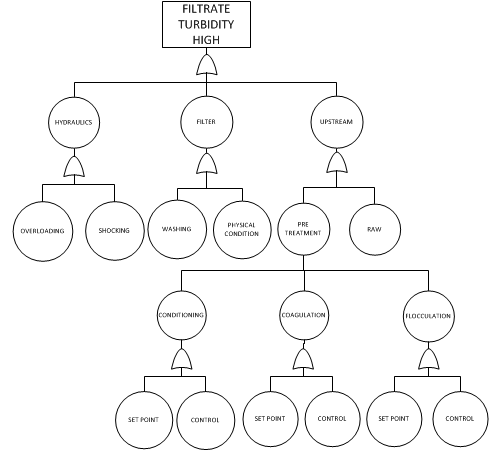 FILTRATE
TURBIDITY
HIGH
HYDRAULICS
FILTER
UPSTREAM
OVERLOADING
SHOCKING
WASHING
PHYSICAL
CONDITION
PRE
TREATMENT
RAW
CONDITIONING
COAGULATION
FLOCCULATION
SET POINT
CONTROL
SET POINT
CONTROL
SET POINT
CONTROL